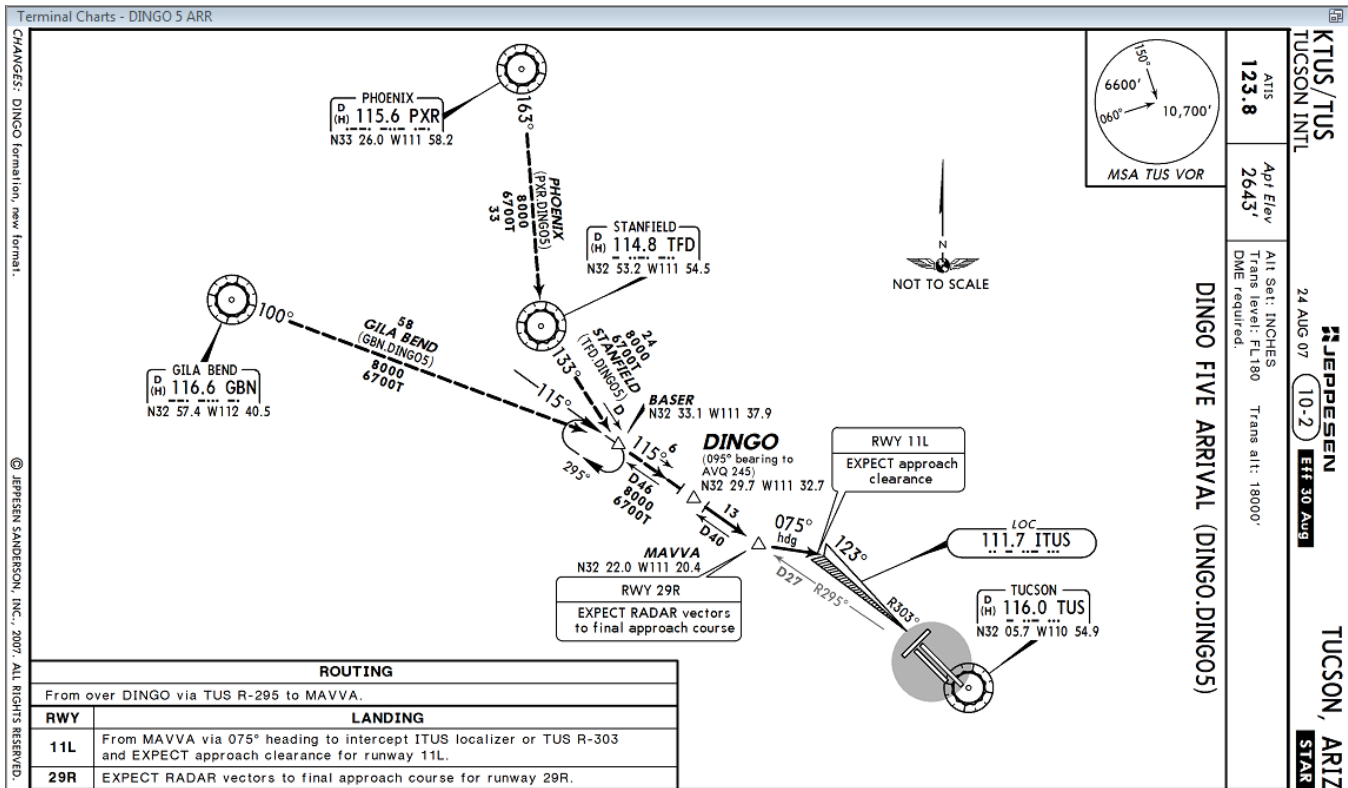 Terminal Charts - DINGO 5 ARR
KTUS/TUS
TUCSON INTL
JEPPESEN
24 AUG 07
10-2
Eff 30 Aug
TUCSON, ARIZ
STAR
ATIS
123.8
Apt Elev
2643'
Alt Set: INCHES
Trans level: FL180 Trans alt: 18000'
DME required.
DINGO FIVE ARRIVAL (DINGO.DINGO5)
150°
6600'
060°
10,700'
MSA TUS VOR
N
NOT TO SCALE
PHOENIX
D
(H) 115.6 PXR
N33 26.0 W111 58.2
163°
PHOENIX
(PXR.DINGO5)
8000
6700T
33
STANFIELD
D
(H) 114.8 TFD
N32 53.2 W111 54.5
133°
24
8000
6700T
STANFIELD
(TFD.DINGO5)
D
GILA BEND
D
(H) 116.6 GBN
N32 57.4 W112 40.5
100°
58
GILA BEND
(GBN.DINGO5)
8000
6700T
115°
295°
BASER
N32 33.1 W111 37.9
115°
6
D46
8000
6700T
DINGO
(095° bearing to
AVQ 245)
N32 29.7 W111 32.7
13
D40
MAVVA
N32 22.0 W111 20.4
RWY 29R
EXPECT RADAR vectors
to final approach course
RWY 11L
EXPECT approach
clearance
075°
hdg
123°
LOC
111.7 ITUS
D27
R295°
R303°
TUCSON
D
(H) 116.0 TUS
N32 05.7 W110 54.9
ROUTING
From over DINGO via TUS R-295 to MAVVA.
RWY LANDING
11L From MAVVA via 075° heading to intercept ITUS localizer or TUS R-303
and EXPECT approach clearance for runway 11L.
29R EXPECT RADAR vectors to final approach course for runway 29R.
CHANGES: DINGO formation, new format.
© JEPPESEN SANDERSON, INC., 2007. ALL RIGHTS RESERVED.